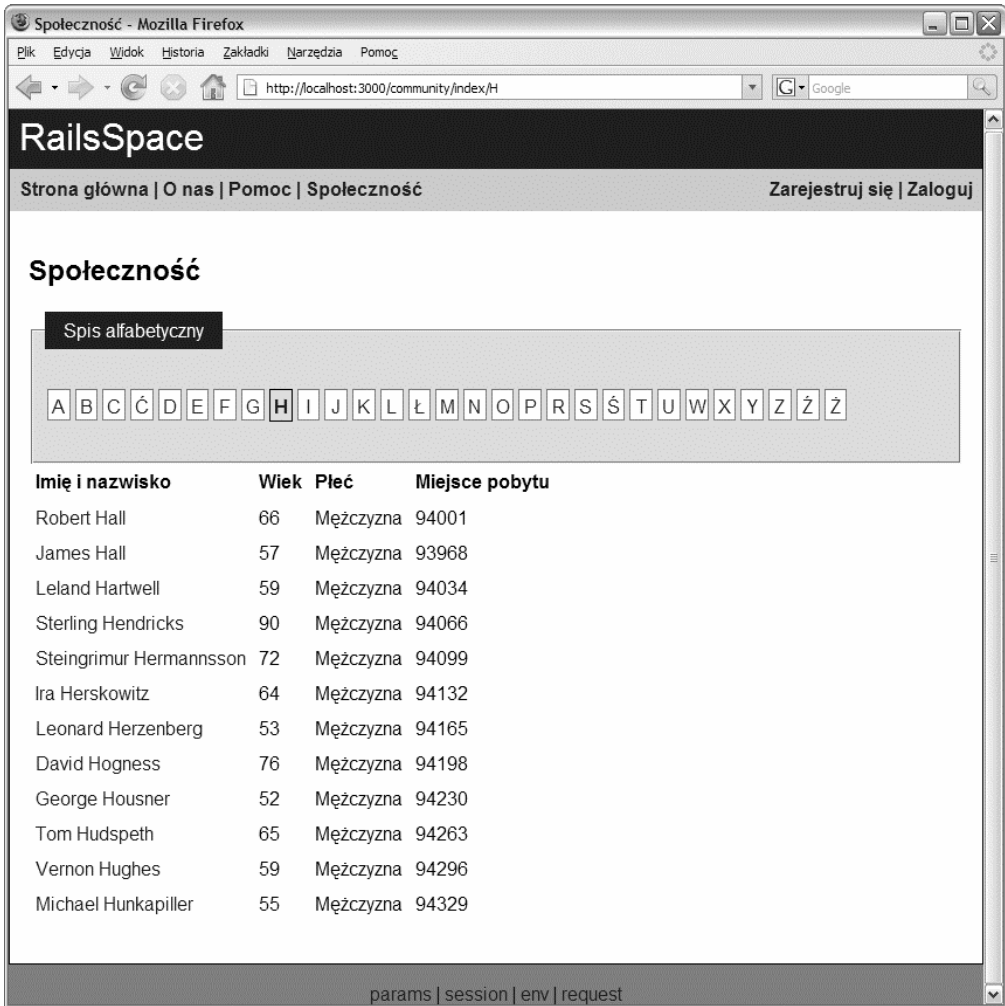 Społeczność - Mozilla Firefox
Plik Edycja Widok Historia Zakładki Narzędzia Pomoc
http://localhost:3000/community/index/H G Google
RailsSpace
Strona główna | O nas | Pomoc | Społeczność Zarejestruj się | Zaloguj
Społeczność
Spis alfabetyczny
A B C Ć D E F G H I J K L Ł M N O P R S Ś T U W X Y Z Ź Ż
Imię i nazwisko Wiek Płeć Miejsce pobytu
Robert Hall 66 Mężczyzna 94001
James Hall 57 Mężczyzna 93968
Leland Hartwell 59 Mężczyzna 94034
Sterling Hendricks 90 Mężczyzna 94066
Steingrimur Hermannsson 72 Mężczyzna 94099
Ira Herskowitz 64 Mężczyzna 94132
Leonard Herzenberg 53 Mężczyzna 94165
David Hogness 76 Mężczyzna 94198
George Housner 52 Mężczyzna 94230
Tom Hudspeth 65 Mężczyzna 94263
Vernon Hughes 59 Mężczyzna 94296
Michael Hunkapiller 55 Mężczyzna 94329
params | session | env | request